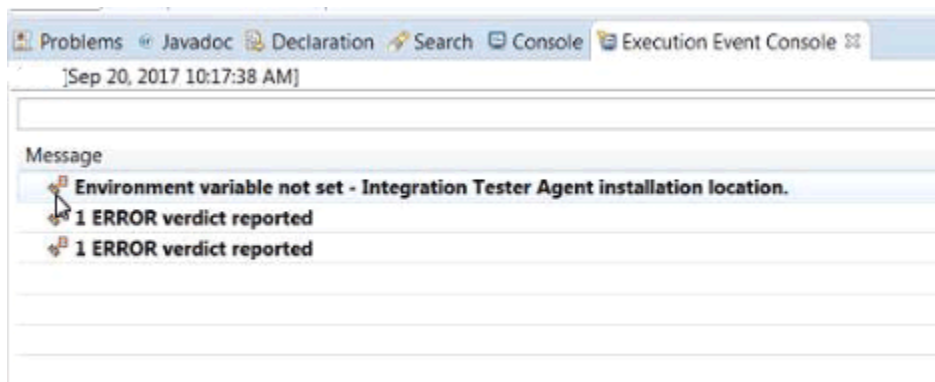 Problems Javadoc Declaration Search Console Execution Event Console
]Sep 20, 2017 10:17:38 AM]
Message
Environment variable not set - Integration Tester Agent installation location.
1 ERROR verdict reported
1 ERROR verdict reported